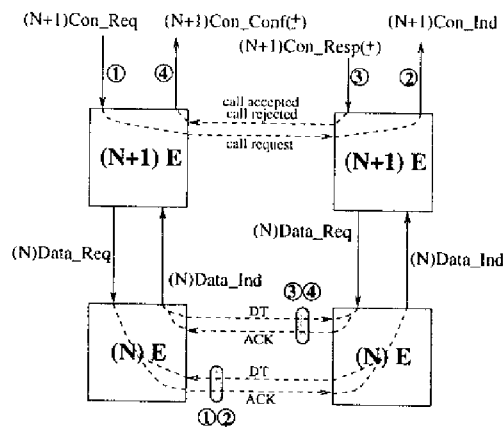 (N+1)Con_Req
(N+1)Con_Conf(±)
(N+1)Con_Ind
(N+1)Con_Resp(±)
① ④ ③ ②
call accepted
call rejected
call request
(N+1) E
(N+1) E
(N)Data_Req
(N)Data_Req
(N)Data_Ind
(N)Data_Ind
③④
DT
ACK
(N) E
(N) E
DT
ACK
①②